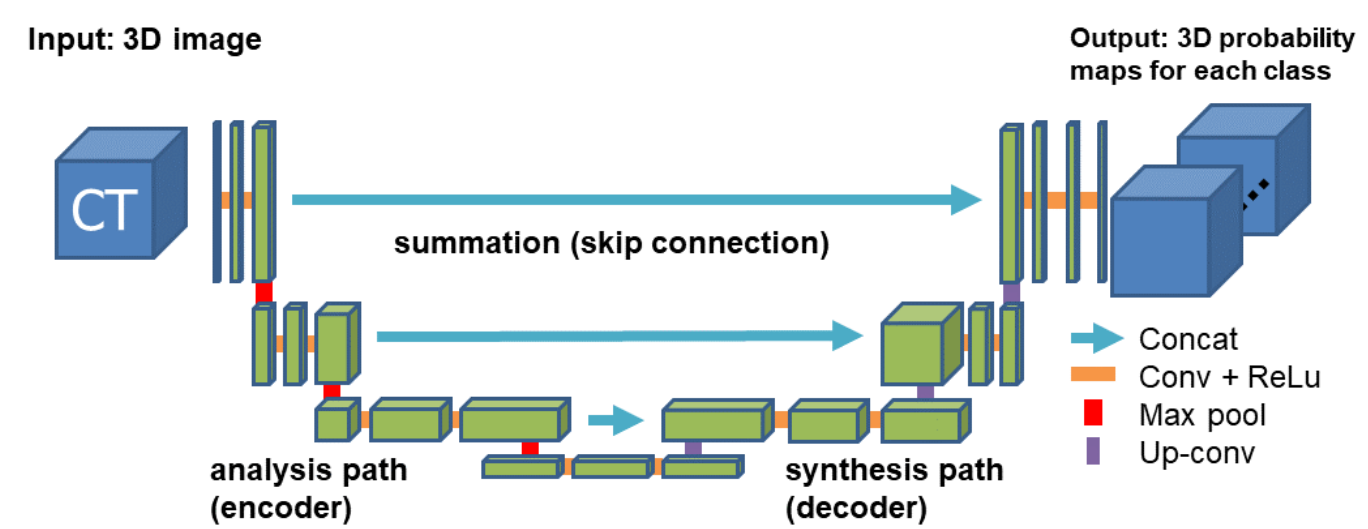 Input: 3D image
Output: 3D probability
maps for each class
CT
summation (skip connection)
Concat
Conv + ReLu
Max pool
Up-conv
analysis path
(encoder)
synthesis path
(decoder)